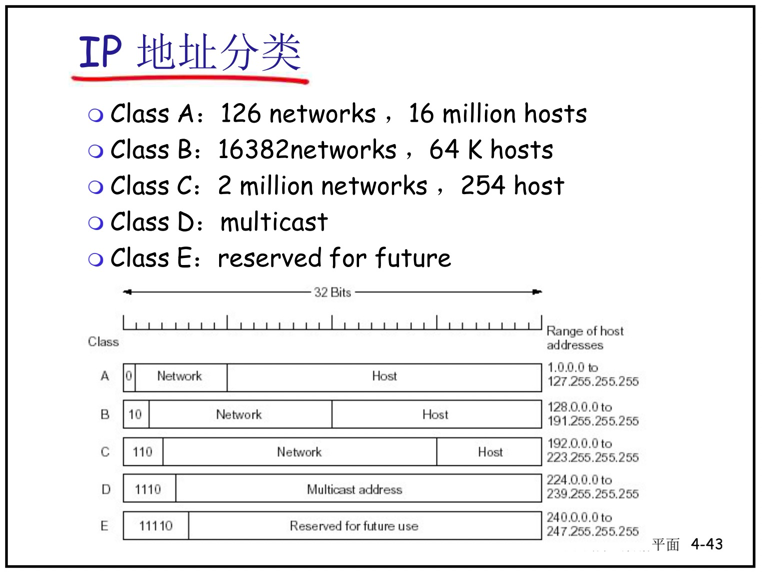 IP 地址分类
Class A：126 networks ，16 million hosts
Class B：16382networks ，64 K hosts
Class C：2 million networks ，254 host
Class D：multicast
Class E：reserved for future
32 Bits
Class
Range of host
addresses
A 0 Network Host 1.0.0.0 to
127.255.255.255
B 10 Network Host 128.0.0.0 to
191.255.255.255
C 110 Network Host 192.0.0.0 to
223.255.255.255
D 1110 Multicast address 224.0.0.0 to
239.255.255.255
E 11110 Reserved for future use 240.0.0.0 to
247.255.255.255
平面 4-43